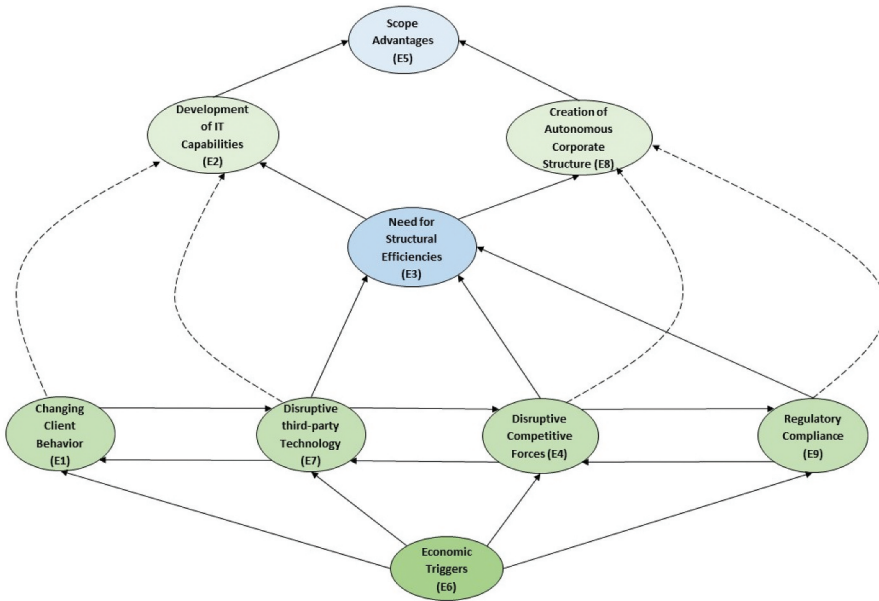 Scope
Advantages
(E5)
Development
of IT
Capabilities
(E2)
Creation of
Autonomous
Corporate
Structure (E8)
Need for
Structural
Efficiencies
(E3)
Changing
Client
Behavior
(E1)
Disruptive
third-party
Technology
(E7)
Disruptive
Competitive
Forces (E4)
Regulatory
Compliance
(E9)
Economic
Triggers
(E6)